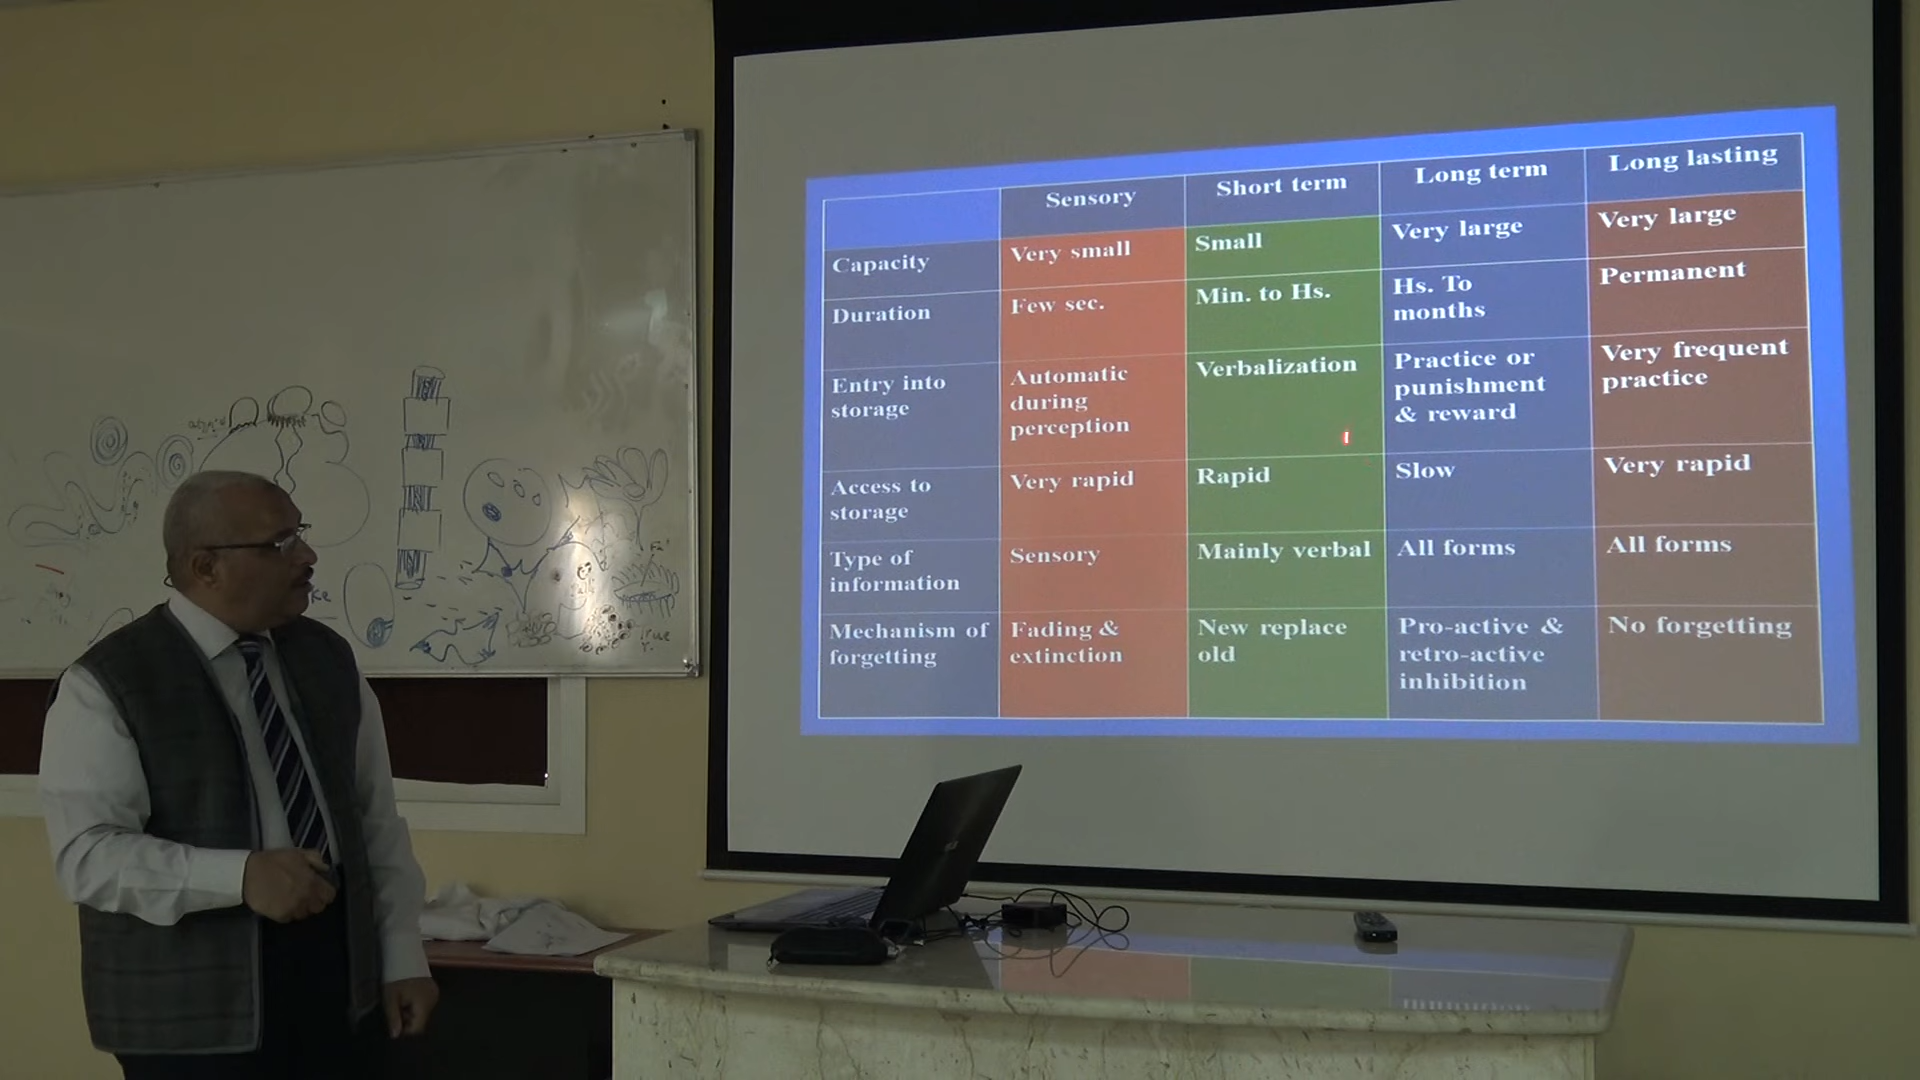 Sensory Short term Long term Long lasting
Capacity Very small Small Very large Very large
Duration Few sec. Min. to Hs. Hs. To Permanent
months
Entry into Automatic Verbalization Practice or Very frequent
storage during punishment practice
perception & reward
Access to Very rapid Rapid Slow Very rapid
storage
Type of Sensory Mainly verbal All forms All forms
information
Mechanism of Fading & New replace Pro-active & No forgetting
forgetting extinction old retro-active
inhibition